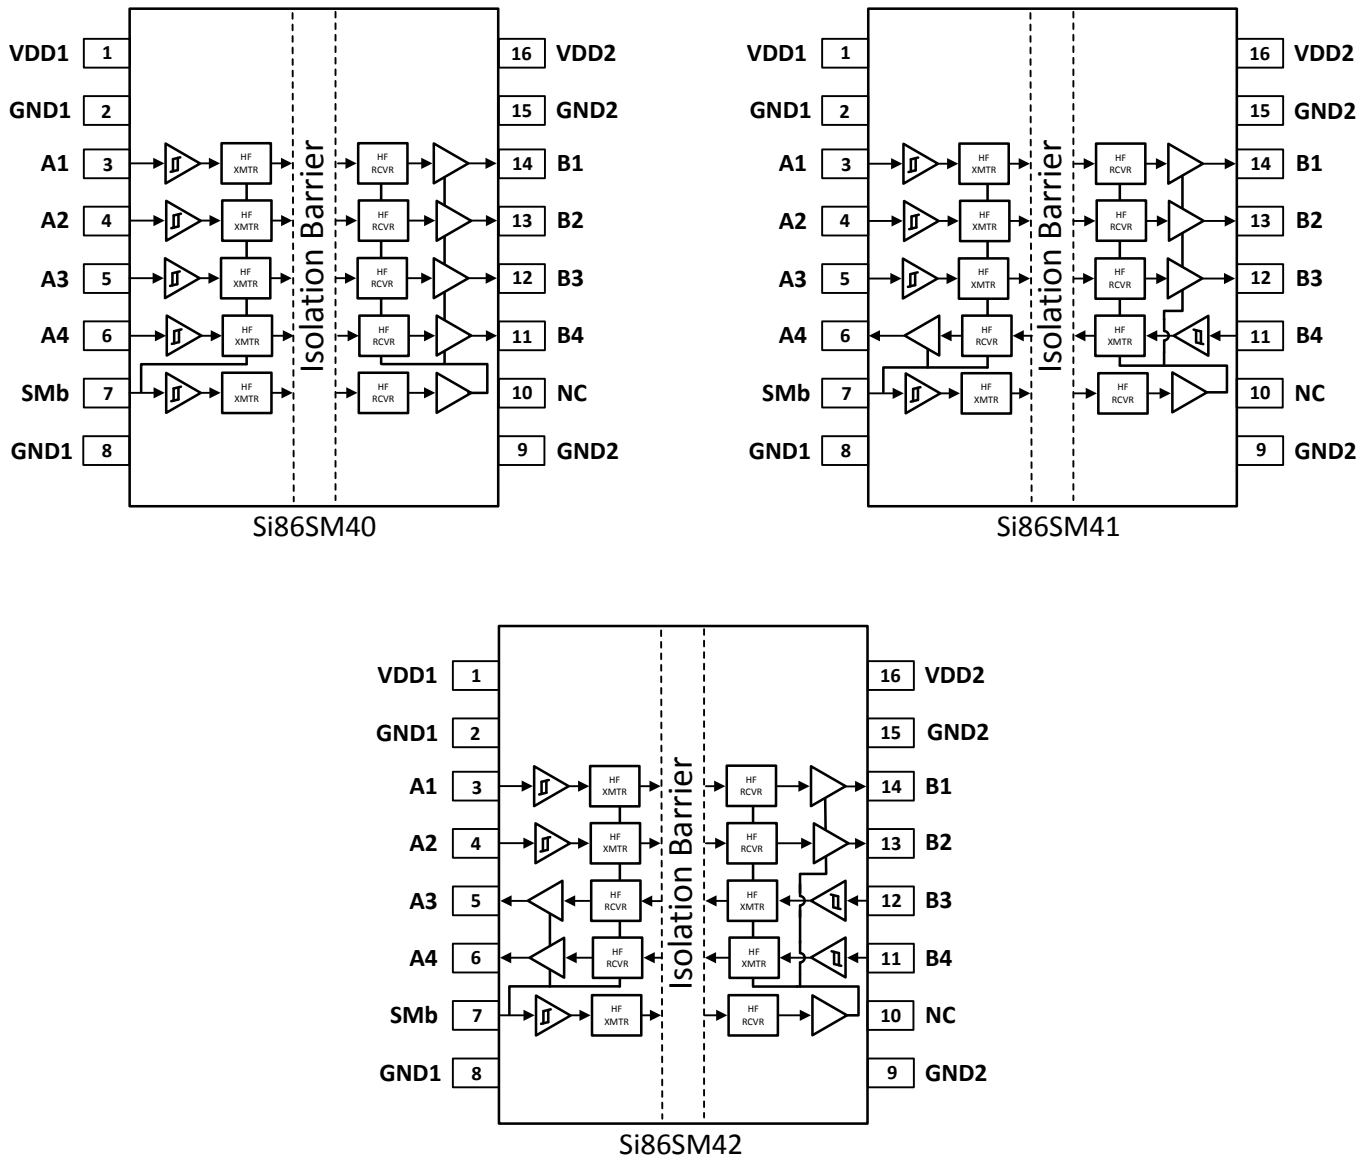 VDD1 1 16 VDD2
GND1 2 15 GND2
A1 3 HF XMTR HF RCVR 14 B1
A2 4 HF XMTR HF RCVR 13 B2
A3 5 HF XMTR HF RCVR 12 B3
A4 6 HF XMTR HF RCVR 11 B4
SMb 7 HF XMTR HF RCVR 10 NC
GND1 8 9 GND2
Isolation Barrier
Si86SM40
VDD1 1 16 VDD2
GND1 2 15 GND2
A1 3 HF XMTR HF RCVR 14 B1
A2 4 HF XMTR HF RCVR 13 B2
A3 5 HF XMTR HF RCVR 12 B3
A4 6 HF RCVR HF XMTR 11 B4
SMb 7 HF XMTR HF RCVR 10 NC
GND1 8 9 GND2
Isolation Barrier
Si86SM41
VDD1 1 16 VDD2
GND1 2 15 GND2
A1 3 HF XMTR HF RCVR 14 B1
A2 4 HF XMTR HF RCVR 13 B2
A3 5 HF RCVR HF XMTR 12 B3
A4 6 HF RCVR HF XMTR 11 B4
SMb 7 HF XMTR HF RCVR 10 NC
GND1 8 9 GND2
Isolation Barrier
Si86SM42